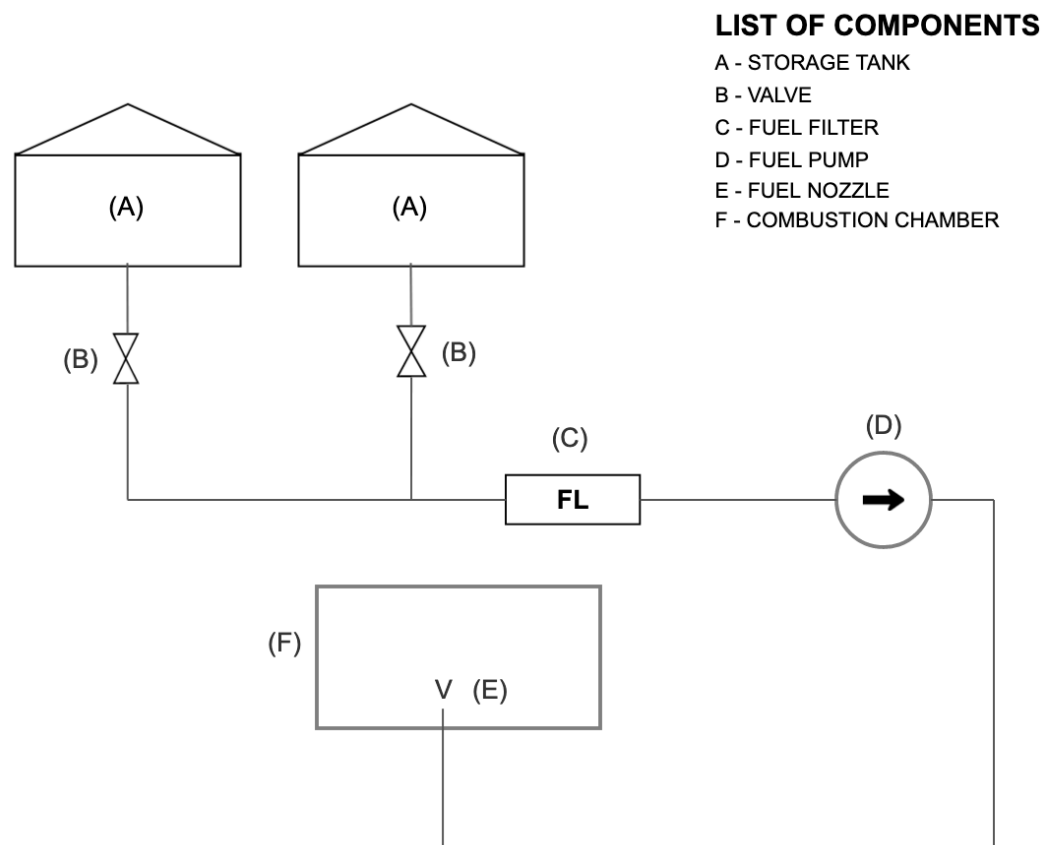 LIST OF COMPONENTS
A - STORAGE TANK
B - VALVE
C - FUEL FILTER
D - FUEL PUMP
E - FUEL NOZZLE
F - COMBUSTION CHAMBER
(A)
(A)
(B)
(B)
(C)
(D)
FL
(F)
V (E)